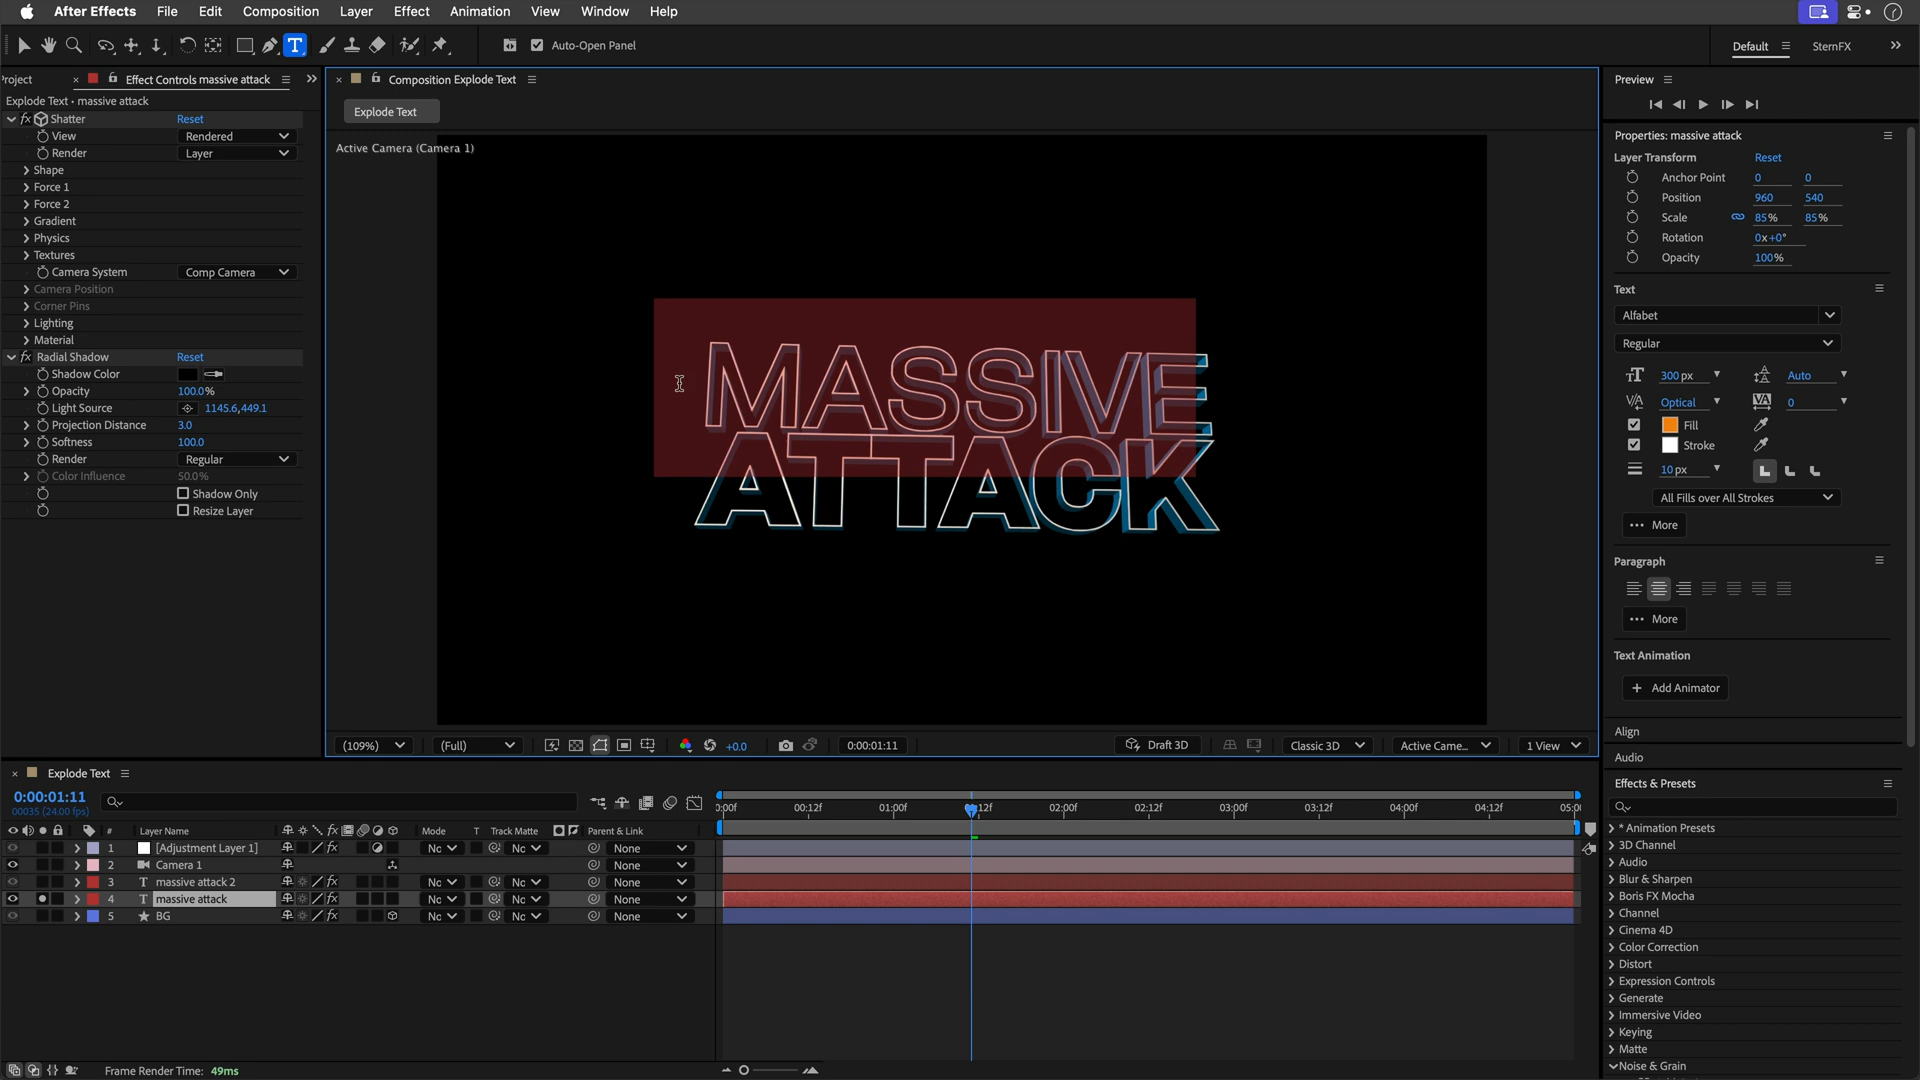 After Effects File Edit Composition Layer Effect Animation View Window Help
Auto-Open Panel Default SternFX
roject × Effect Controls massive attack
Explode Text • massive attack
Shatter Reset
View Rendered
Render Layer
Shape
Force 1
Force 2
Gradient
Physics
Textures
Camera System Comp Camera
Camera Position
Corner Pins
Lighting
Material
Radial Shadow Reset
Shadow Color
Opacity 100.0%
Light Source 1145.6,449.1
Projection Distance 3.0
Softness 100.0
Render Regular
Color Influence 50.0%
Shadow Only
Resize Layer
× Composition Explode Text
Explode Text
Active Camera (Camera 1)
MASSIVE
ATTACK
(109%) (Full) +0.0 0:00:01:11 Draft 3D Classic 3D Active Came... 1 View
Preview
Properties: massive attack
Layer Transform Reset
Anchor Point 0 0
Position 960 540
Scale 85% 85%
Rotation 0x+0°
Opacity 100%
Text
Alfabet
Regular
300 px Auto
Optical 0
Fill
Stroke
10 px
All Fills over All Strokes
More
Paragraph
More
Text Animation
+ Add Animator
Align
Audio
Effects & Presets
* Animation Presets
3D Channel
Audio
Blur & Sharpen
Boris FX Mocha
Channel
Cinema 4D
Color Correction
Distort
Expression Controls
Generate
Immersive Video
Keying
Matte
Noise & Grain
× Explode Text
0:00:01:11
00035 (24.00 fps)
:00f 00:12f 01:00f 12f 02:00f 02:12f 03:00f 03:12f 04:00f 04:12f 05:0
# Layer Name Mode T Track Matte Parent & Link
1 [Adjustment Layer 1] Nc Nc None
2 Camera 1 None
3 massive attack 2 Nc Nc None
4 massive attack Nc Nc None
5 BG Nc Nc None
Frame Render Time: 49ms